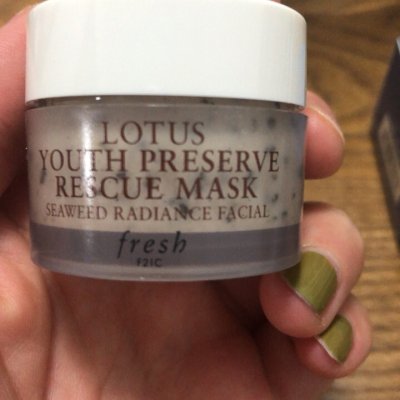 LOTUS
YOUTH PRESERVE
RESCUE MASK
SEAWEED RADIANCE FACIAL
fresh
F21C